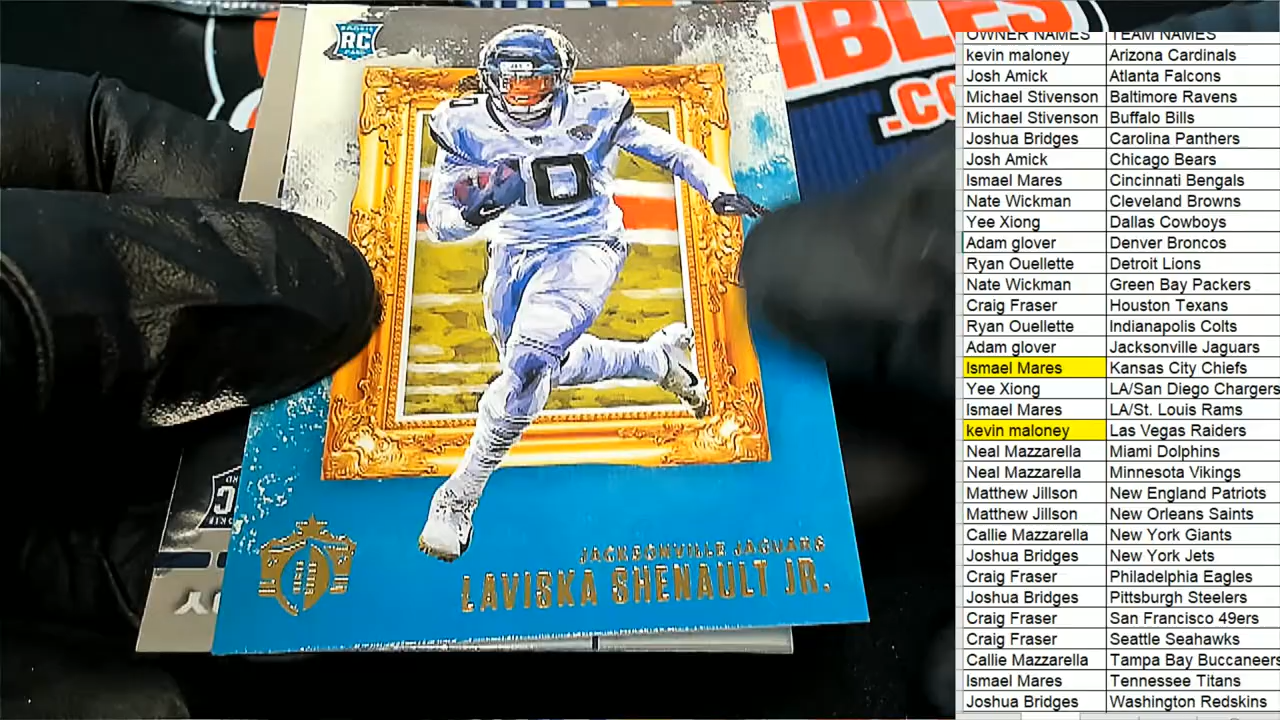 BLES
.CO
ROOKIE
RC
CARD
10
JACKSONVILLE JAGUARS
LAVISKA SHENAULT JR.
OWNER NAMES TEAM NAMES
kevin maloney Arizona Cardinals
Josh Amick Atlanta Falcons
Michael Stivenson Baltimore Ravens
Michael Stivenson Buffalo Bills
Joshua Bridges Carolina Panthers
Josh Amick Chicago Bears
Ismael Mares Cincinnati Bengals
Nate Wickman Cleveland Browns
Yee Xiong Dallas Cowboys
Adam glover Denver Broncos
Ryan Ouellette Detroit Lions
Nate Wickman Green Bay Packers
Craig Fraser Houston Texans
Ryan Ouellette Indianapolis Colts
Adam glover Jacksonville Jaguars
Ismael Mares Kansas City Chiefs
Yee Xiong LA/San Diego Chargers
Ismael Mares LA/St. Louis Rams
kevin maloney Las Vegas Raiders
Neal Mazzarella Miami Dolphins
Neal Mazzarella Minnesota Vikings
Matthew Jillson New England Patriots
Matthew Jillson New Orleans Saints
Callie Mazzarella New York Giants
Joshua Bridges New York Jets
Craig Fraser Philadelphia Eagles
Joshua Bridges Pittsburgh Steelers
Craig Fraser San Francisco 49ers
Craig Fraser Seattle Seahawks
Callie Mazzarella Tampa Bay Buccaneers
Ismael Mares Tennessee Titans
Joshua Bridges Washington Redskins